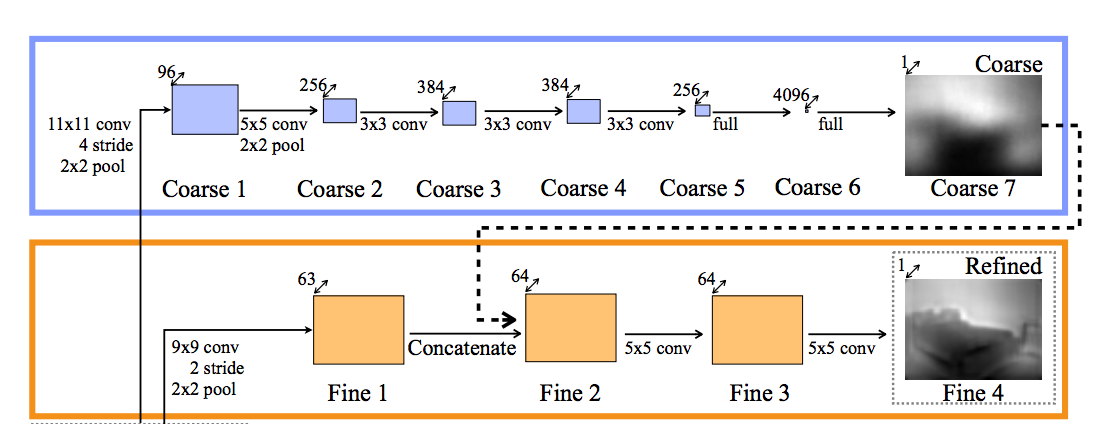 96
256
384
384
256
4096
1
Coarse
11x11 conv
4 stride
2x2 pool
5x5 conv
2x2 pool
3x3 conv
3x3 conv
3x3 conv
full
full
Coarse 1
Coarse 2
Coarse 3
Coarse 4
Coarse 5
Coarse 6
Coarse 7
63
64
64
1
Refined
9x9 conv
2 stride
2x2 pool
Concatenate
5x5 conv
5x5 conv
Fine 1
Fine 2
Fine 3
Fine 4